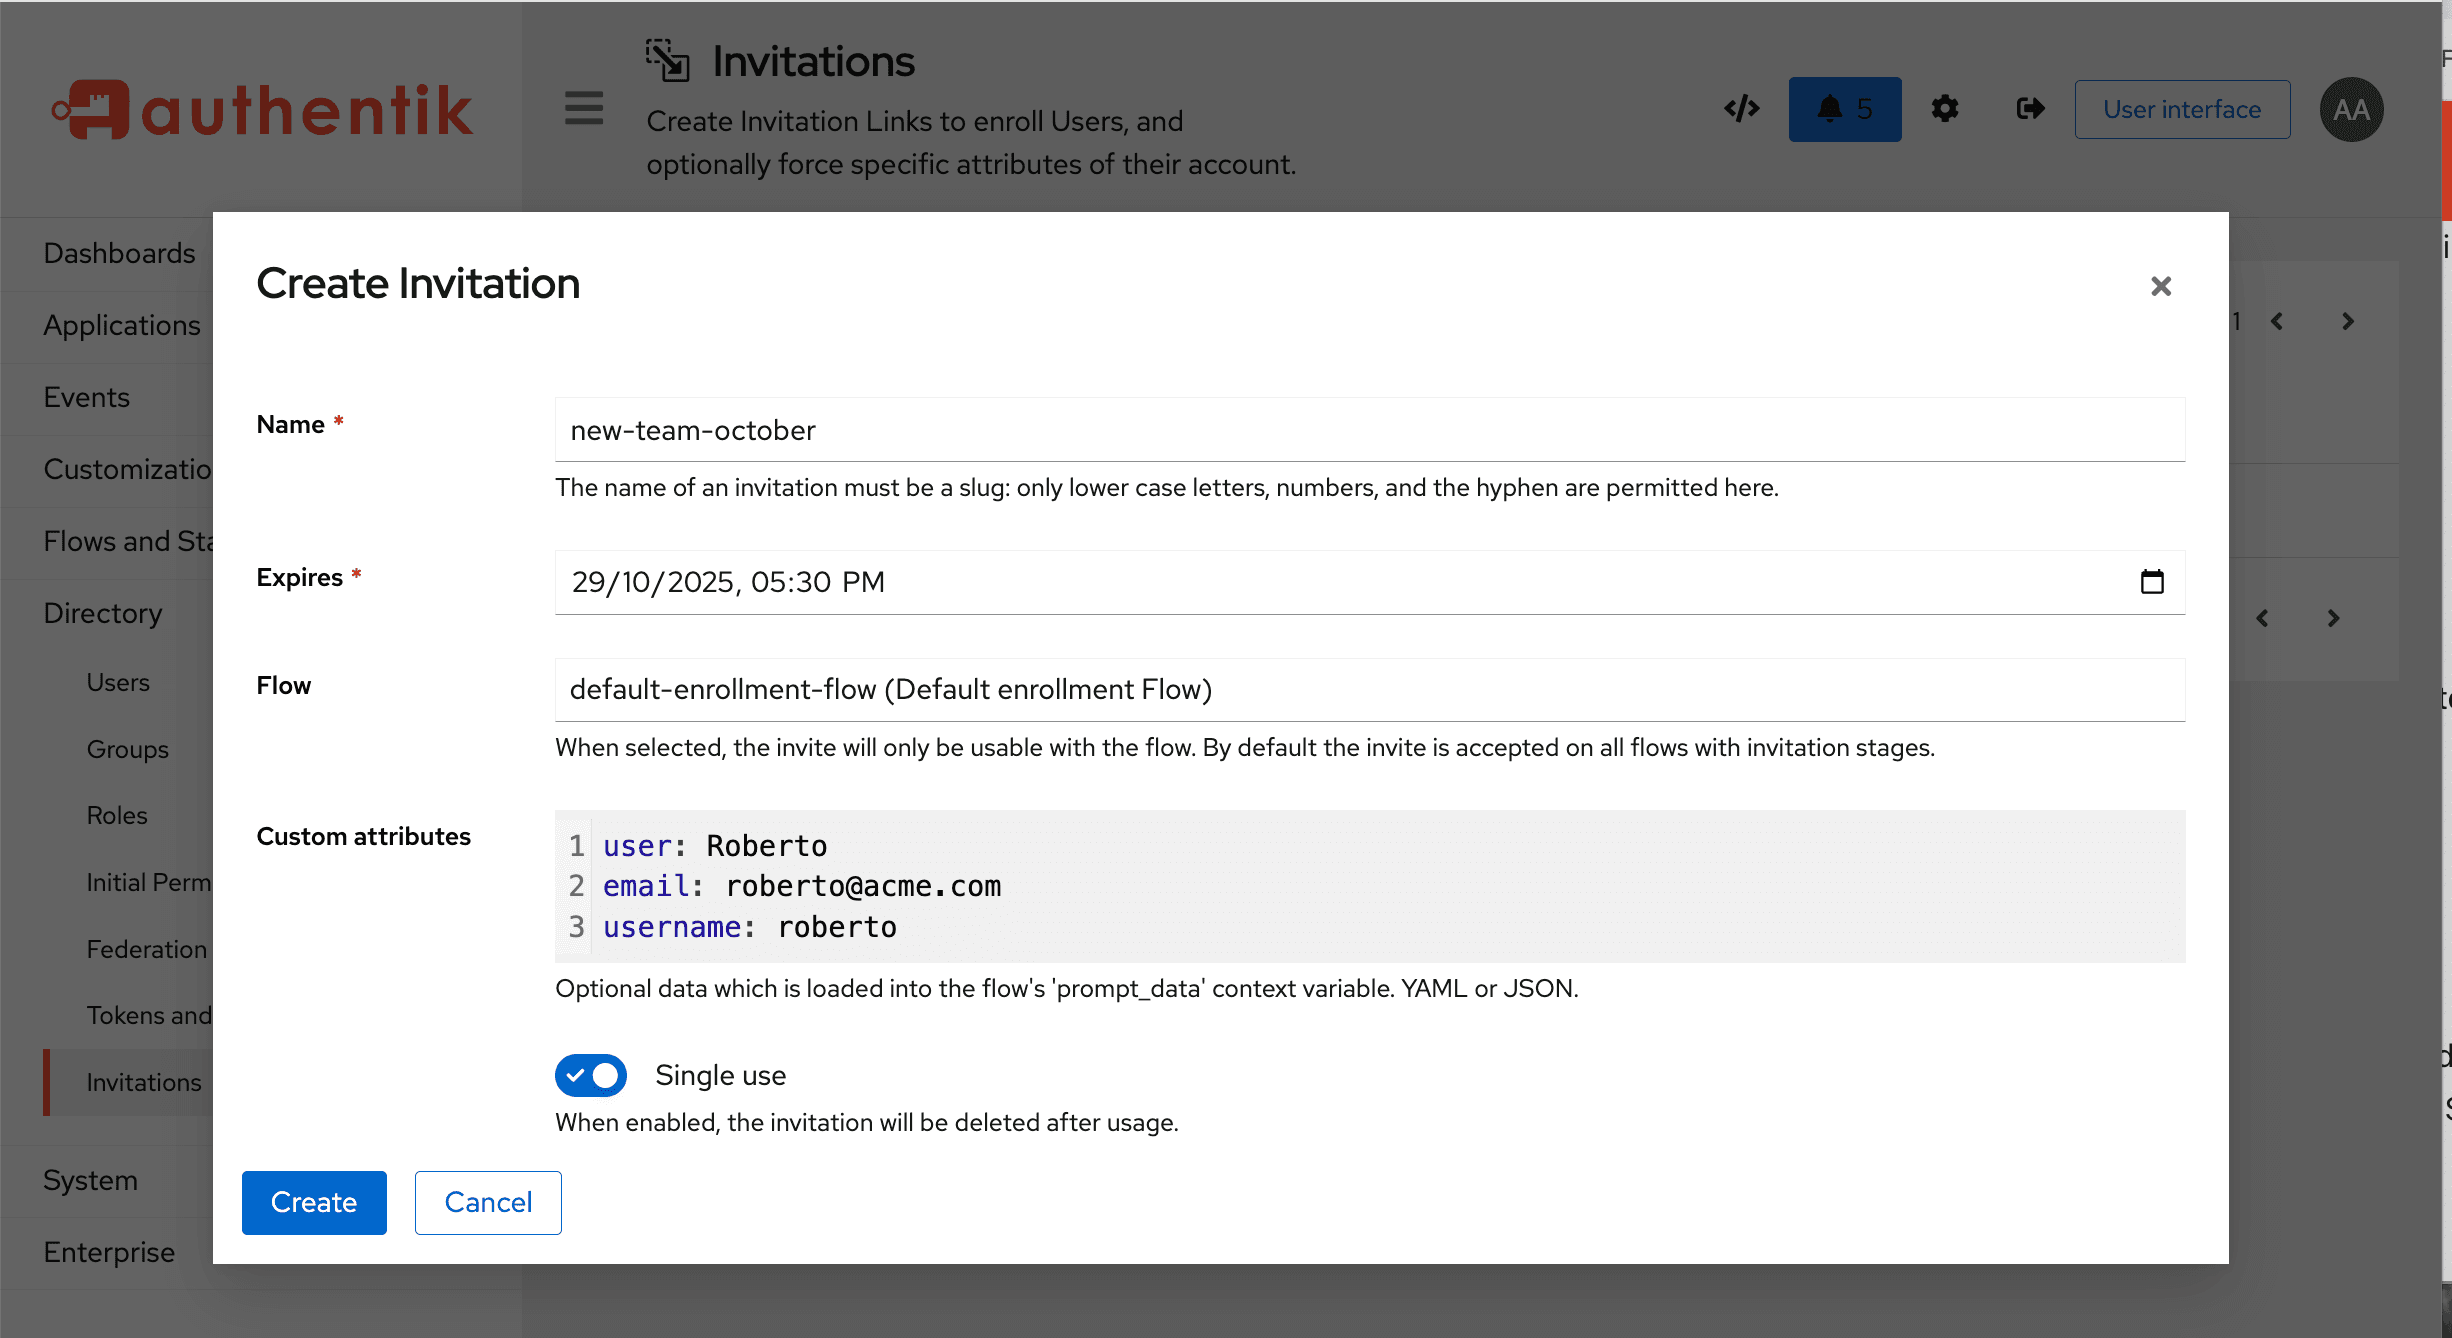 authentik
Invitations
Create Invitation Links to enroll Users, and
optionally force specific attributes of their account.
5
User interface
AA
Dashboards
Applications
Events
Customizatio
Flows and Sta
Directory
Users
Groups
Roles
Initial Perm
Federation
Tokens and
Invitations
System
Enterprise
1
Create Invitation
Name *
new-team-october
The name of an invitation must be a slug: only lower case letters, numbers, and the hyphen are permitted here.
Expires *
29/10/2025, 05:30 PM
Flow
default-enrollment-flow (Default enrollment Flow)
When selected, the invite will only be usable with the flow. By default the invite is accepted on all flows with invitation stages.
Custom attributes
1 user: Roberto
2 email: roberto@acme.com
3 username: roberto
Optional data which is loaded into the flow's 'prompt_data' context variable. YAML or JSON.
Single use
When enabled, the invitation will be deleted after usage.
Create
Cancel